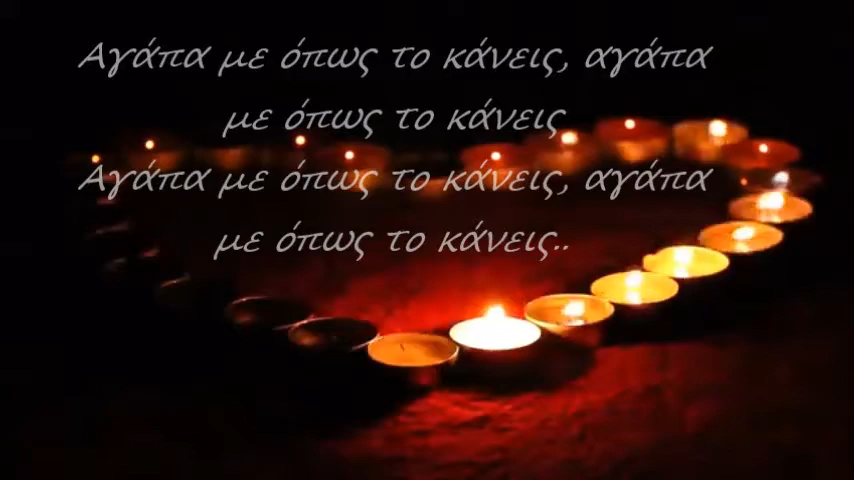 Αγάπα με όπως το κάνεις, αγάπα
με όπως το κάνεις
Αγάπα με όπως το κάνεις, αγάπα
με όπως το κάνεις..